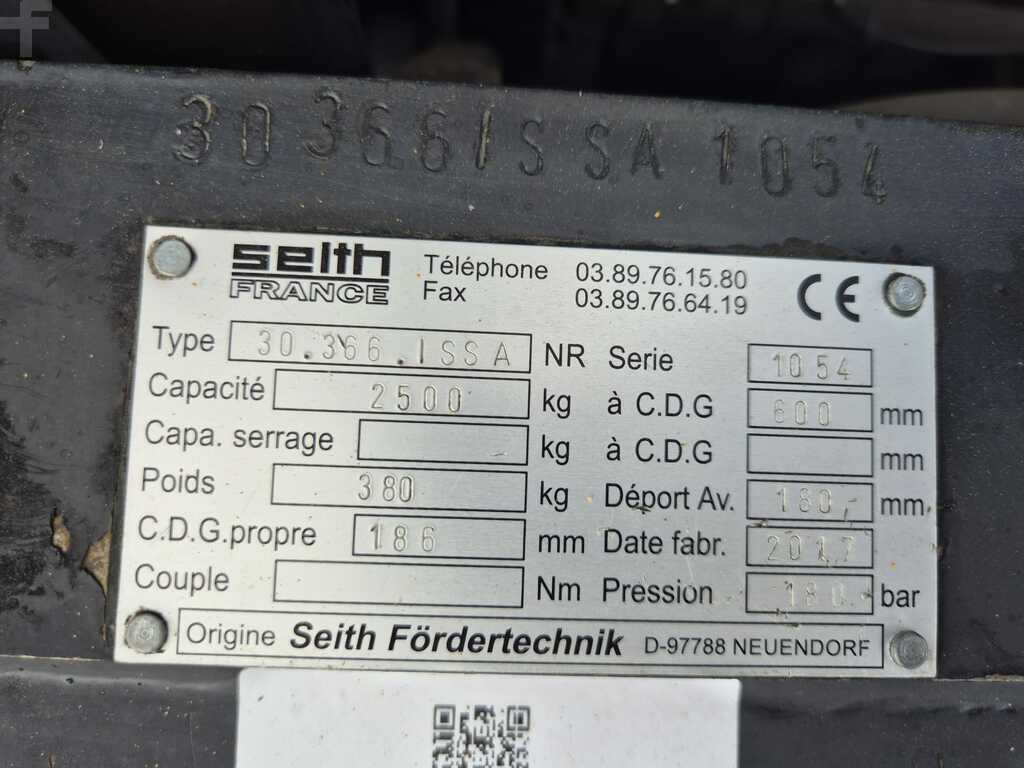 30366/SSA 1054
Seith
FRANCE
Téléphone 03.89.76.15.80
Fax 03.89.76.64.19
CE
Type 30.366.ISSA NR Serie 1054
Capacité 2500 kg à C.D.G 600 mm
Capa. serrage kg à C.D.G mm
Poids 380 kg Déport Av. 180 mm
C.D.G.propre 186 mm Date fabr. 2017
Couple Nm Pression 180 bar
Origine Seith Fördertechnik D-97788 NEUENDORF